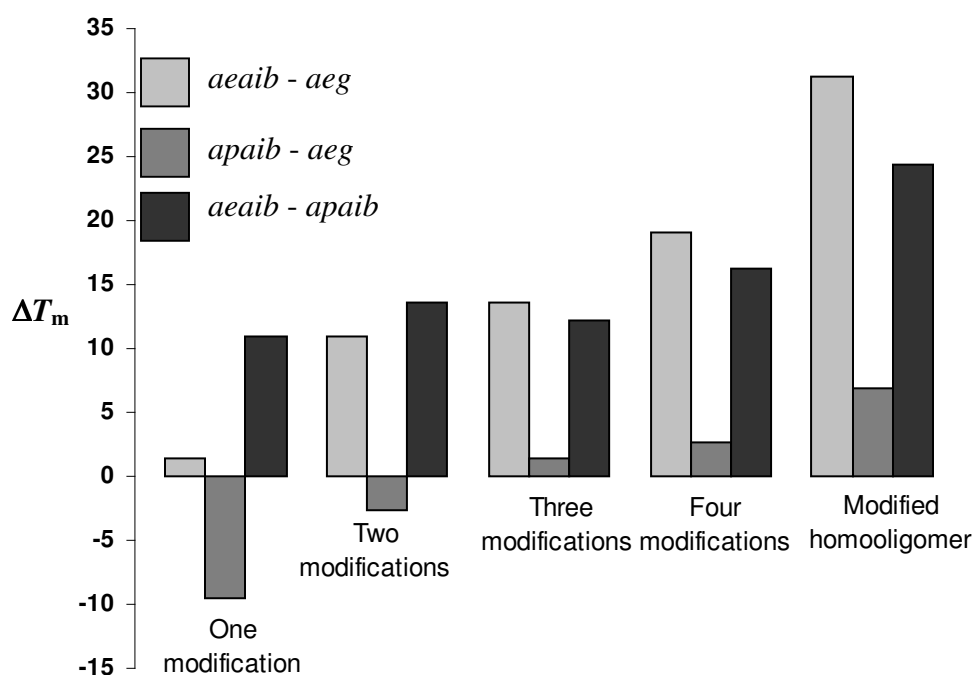 35
30
25
20
15
10
5
0
-5
-10
-15
ΔTm
aeaib - aeg
apaib - aeg
aeaib - apaib
One
modification
Two
modifications
Three
modifications
Four
modifications
Modified
homooligomer